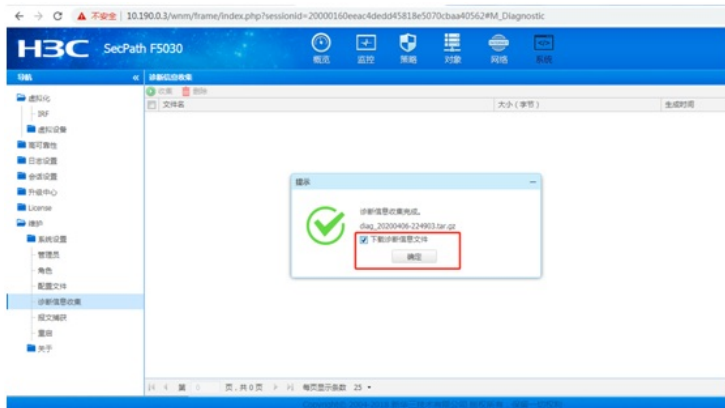 不安全 | 10.190.0.3/wnm/frame/index.php?sessionid=20000160eeac4dedd45818e5070cbaa40562#M_Diagnostic
H3C SecPath F5030
概览 监控 策略 对象 网络 系统
导航 « 诊断信息收集
收集 删除
文件名 大小(字节) 生成时间
虚拟化
IRF
虚拟设备
高可靠性
日志设置
会话设置
升级中心
License
维护
系统设置
管理员
角色
配置文件
诊断信息收集
报文捕获
重启
关于
提示
诊断信息收集完成。
diag_20200406-224903.tar.gz
下载诊断信息文件
确定
第 页,共0页 每页显示条数 25